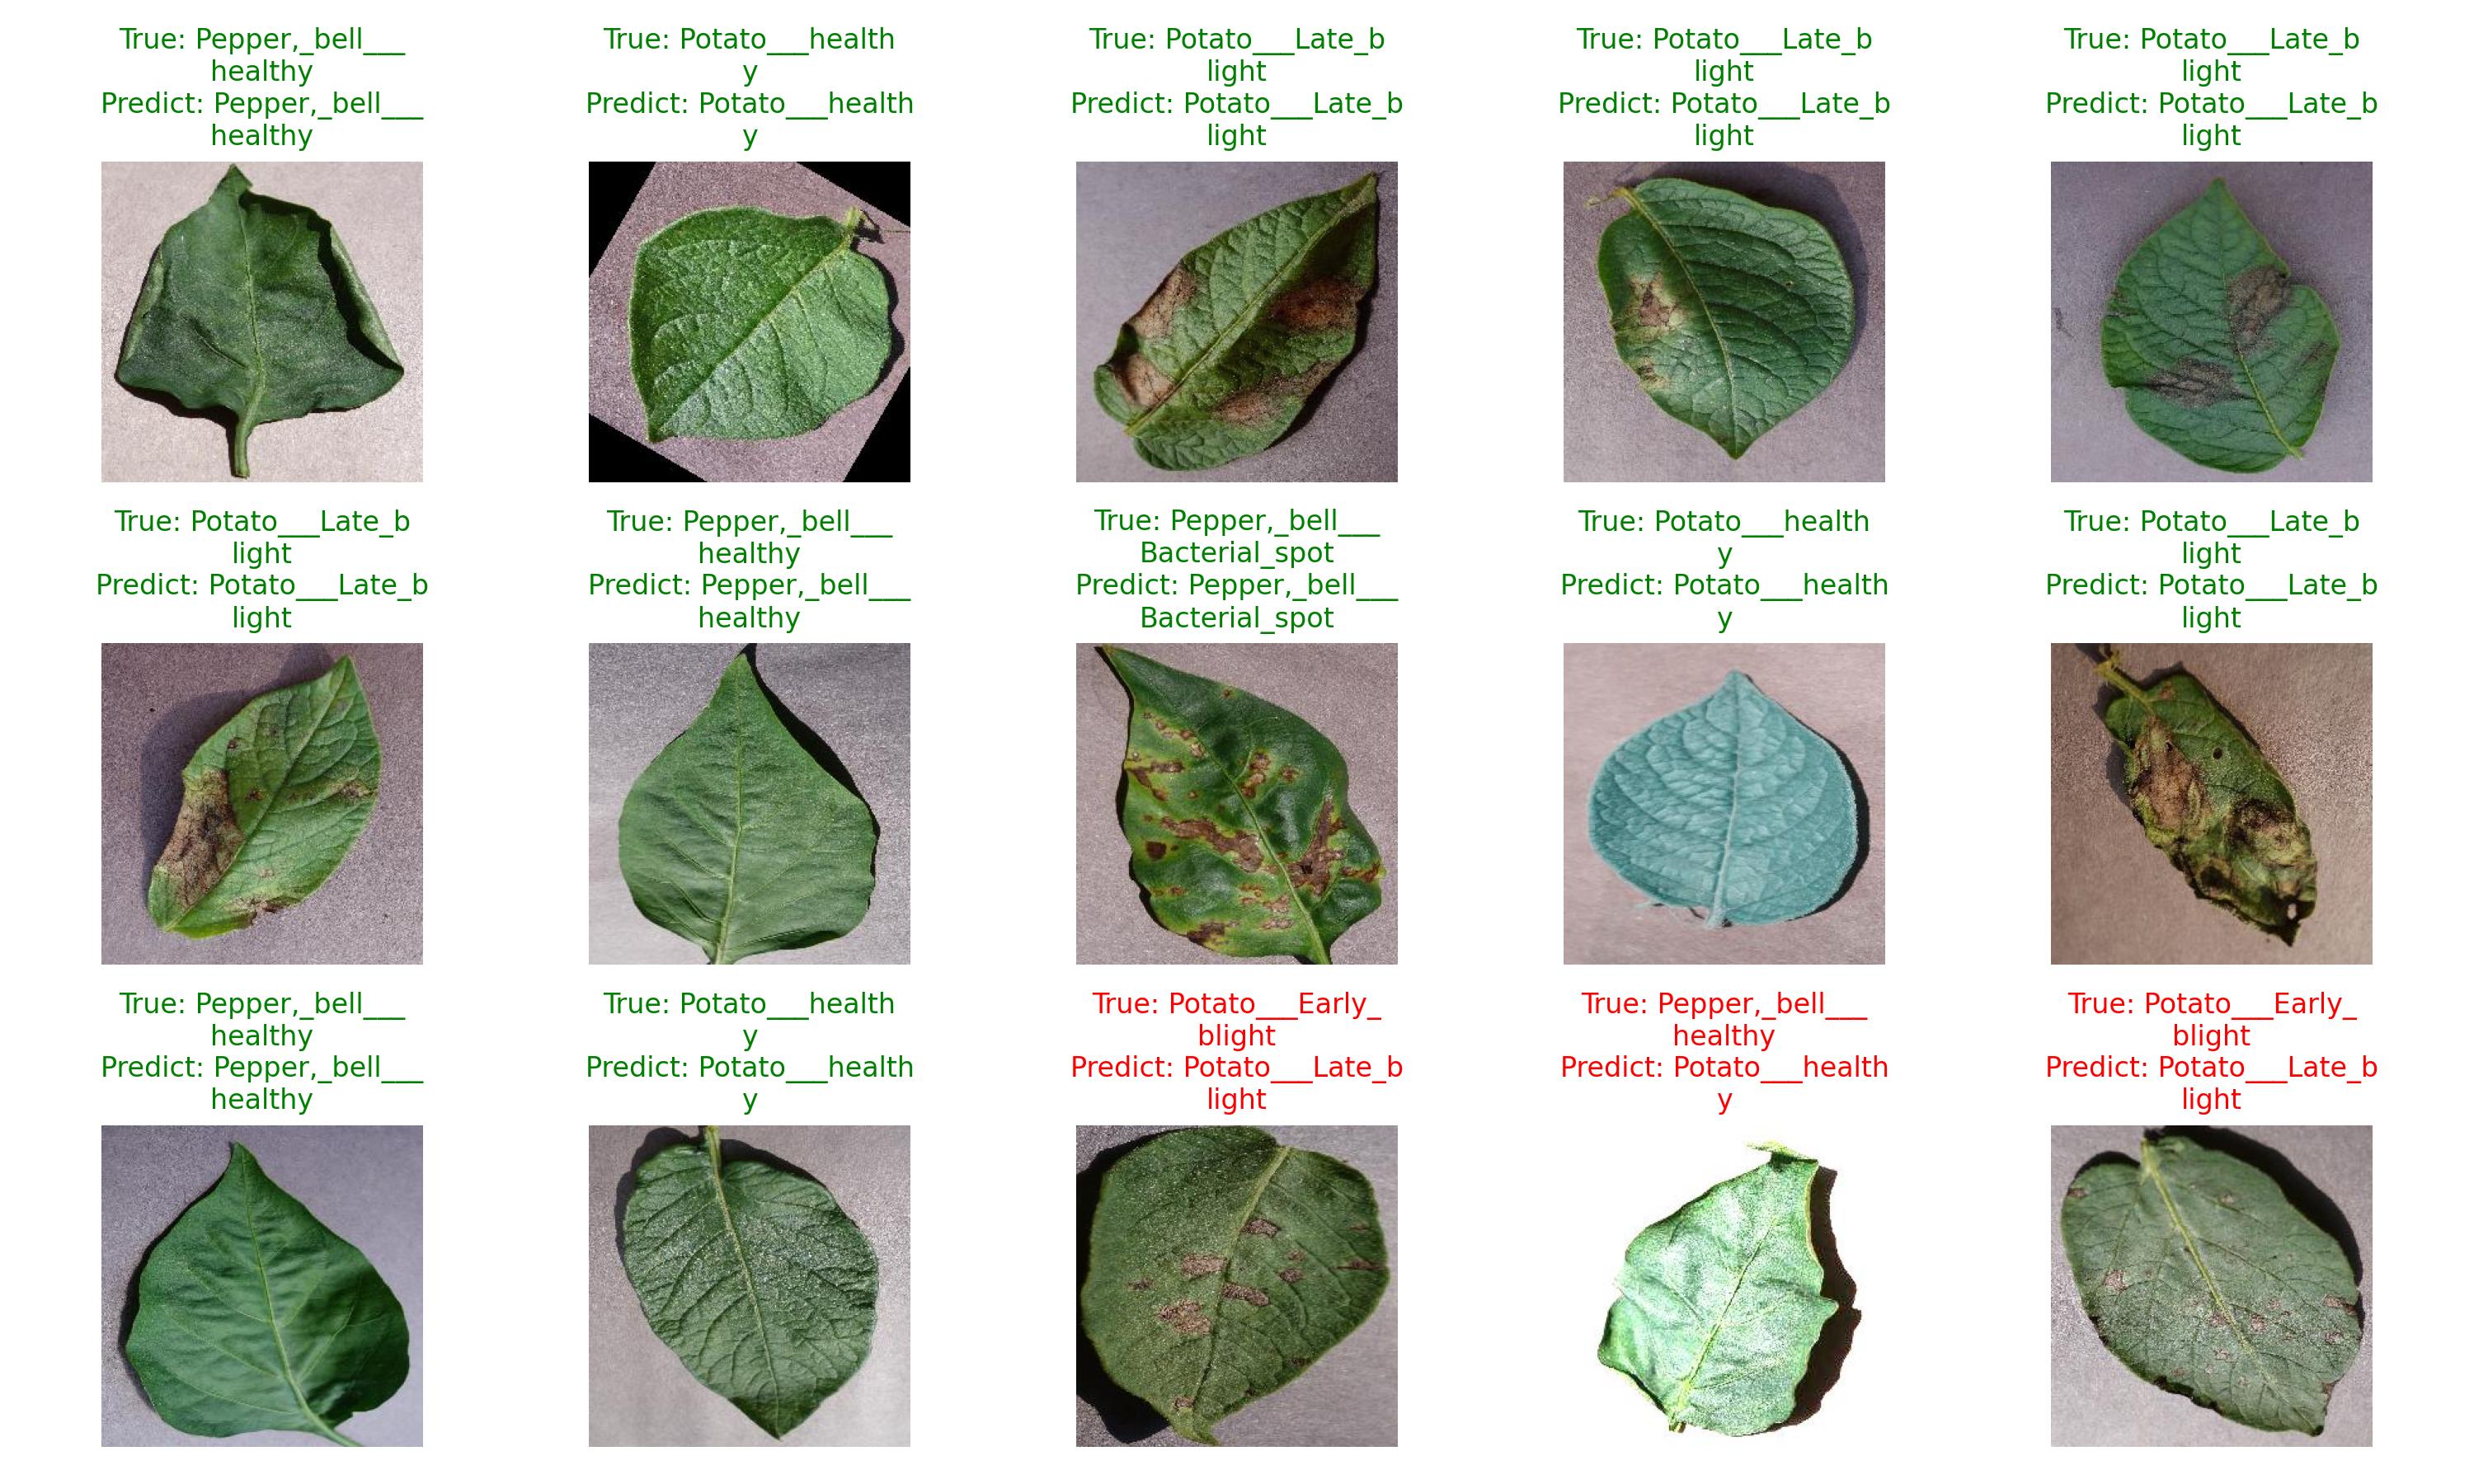 True: Pepper,_bell___
healthy
Predict: Pepper,_bell___
healthy
True: Potato___health
y
Predict: Potato___health
y
True: Potato___Late_b
light
Predict: Potato___Late_b
light
True: Potato___Late_b
light
Predict: Potato___Late_b
light
True: Potato___Late_b
light
Predict: Potato___Late_b
light
True: Potato___Late_b
light
Predict: Potato___Late_b
light
True: Pepper,_bell___
healthy
Predict: Pepper,_bell___
healthy
True: Pepper,_bell___
Bacterial_spot
Predict: Pepper,_bell___
Bacterial_spot
True: Potato___health
y
Predict: Potato___health
y
True: Potato___Late_b
light
Predict: Potato___Late_b
light
True: Pepper,_bell___
healthy
Predict: Pepper,_bell___
healthy
True: Potato___health
y
Predict: Potato___health
y
True: Potato___Early_
blight
Predict: Potato___Late_b
light
True: Pepper,_bell___
healthy
Predict: Potato___health
y
True: Potato___Early_
blight
Predict: Potato___Late_b
light